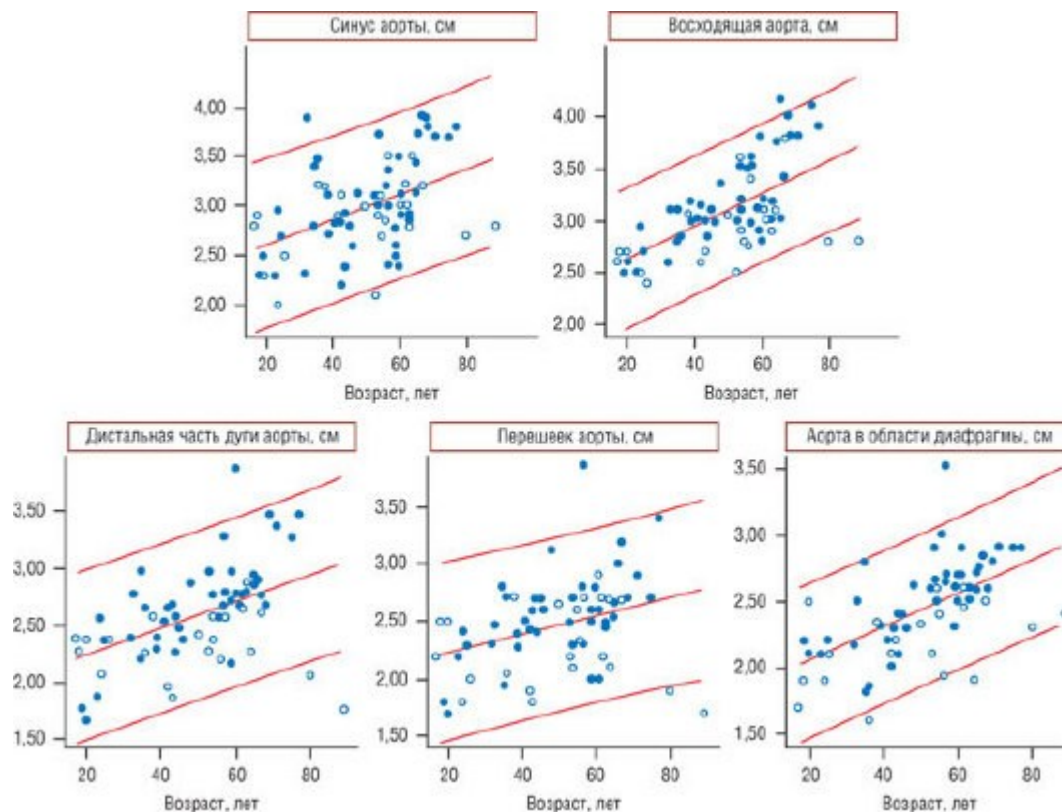 Синус аорты, см
Восходящая аорта, см
4,00
3,50
3,00
2,50
2,00
20 40 60 80
Возраст, лет
4,00
3,50
3,00
2,50
2,00
20 40 60 80
Возраст, лет
Дистальная часть дуги аорты, см
Перешеек аорты, см
Аорта в области диафрагмы, см
3,50
3,00
2,50
2,00
1,50
20 40 60 80
Возраст, лет
3,50
3,00
2,50
2,00
1,50
20 40 60 80
Возраст, лет
3,50
3,00
2,50
2,00
1,50
20 40 60 80
Возраст, лет